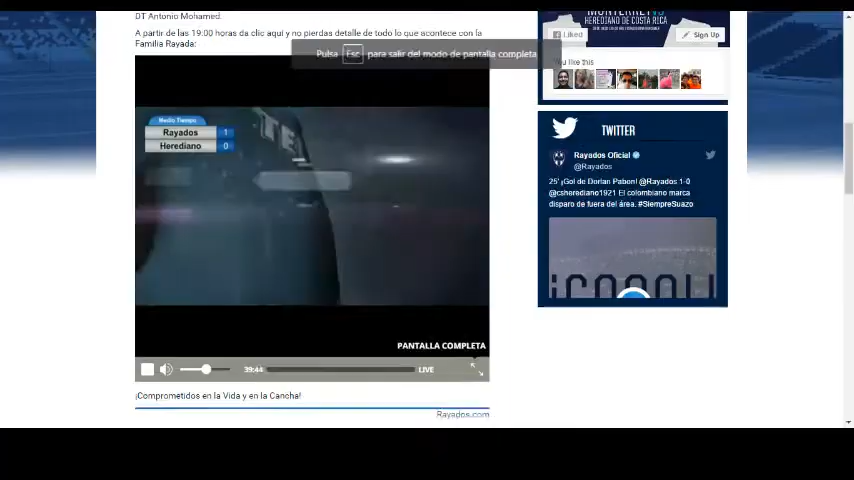 DT Antonio Mohamed.
A partir de las 19:00 horas da clic aquí y no pierdas detalle de todo lo que acontece con la
Familia Rayada:
Pulsa Esc para salir del modo de pantalla completa
Medio Tiempo
Rayados 1
Herediano 0
PANTALLA COMPLETA
39:44
LIVE
¡Comprometidos en la Vida y en la Cancha!
Rayados.com
MONTERREY VS
HEREDIANO DE COSTA RICA
Liked
Sign Up
You like this
TWITTER
Rayados Oficial
@Rayados
25' ¡Gol de Dorlan Pabon! @Rayados 1-0
@csherediano1921 El colombiano marca
disparo de fuera del área. #SiempreSuazo